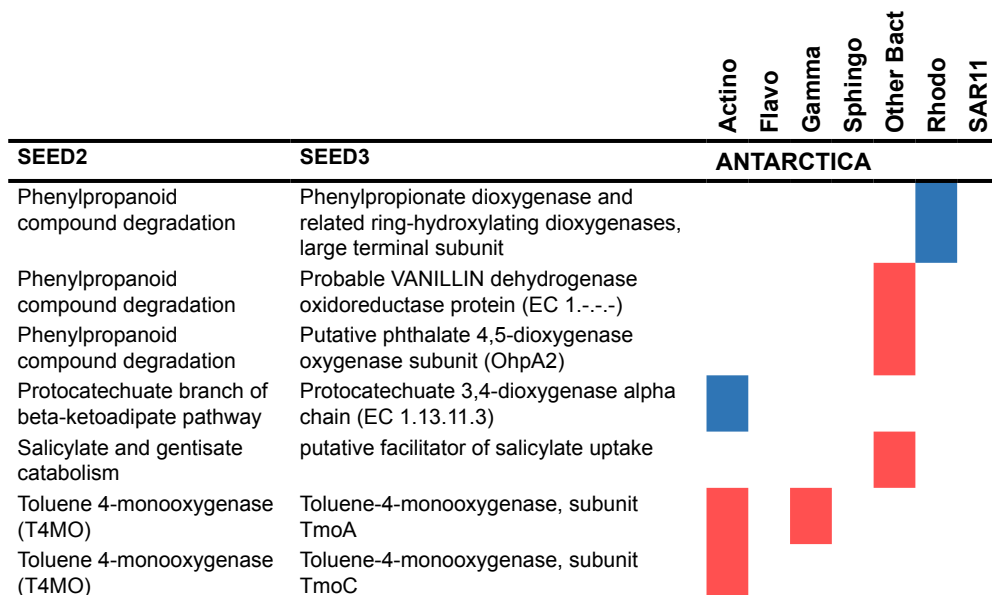 Actino
Flavo
Gamma
Sphingo
Other Bact
Rhodo
SAR11
SEED2 SEED3 ANTARCTICA
Phenylpropanoid Phenylpropionate dioxygenase and
compound degradation related ring-hydroxylating dioxygenases,
large terminal subunit
Phenylpropanoid Probable VANILLIN dehydrogenase
compound degradation oxidoreductase protein (EC 1.-.-.-)
Phenylpropanoid Putative phthalate 4,5-dioxygenase
compound degradation oxygenase subunit (OhpA2)
Protocatechuate branch of Protocatechuate 3,4-dioxygenase alpha
beta-ketoadipate pathway chain (EC 1.13.11.3)
Salicylate and gentisate putative facilitator of salicylate uptake
catabolism
Toluene 4-monooxygenase Toluene-4-monooxygenase, subunit
(T4MO) TmoA
Toluene 4-monooxygenase Toluene-4-monooxygenase, subunit
(T4MO) TmoC